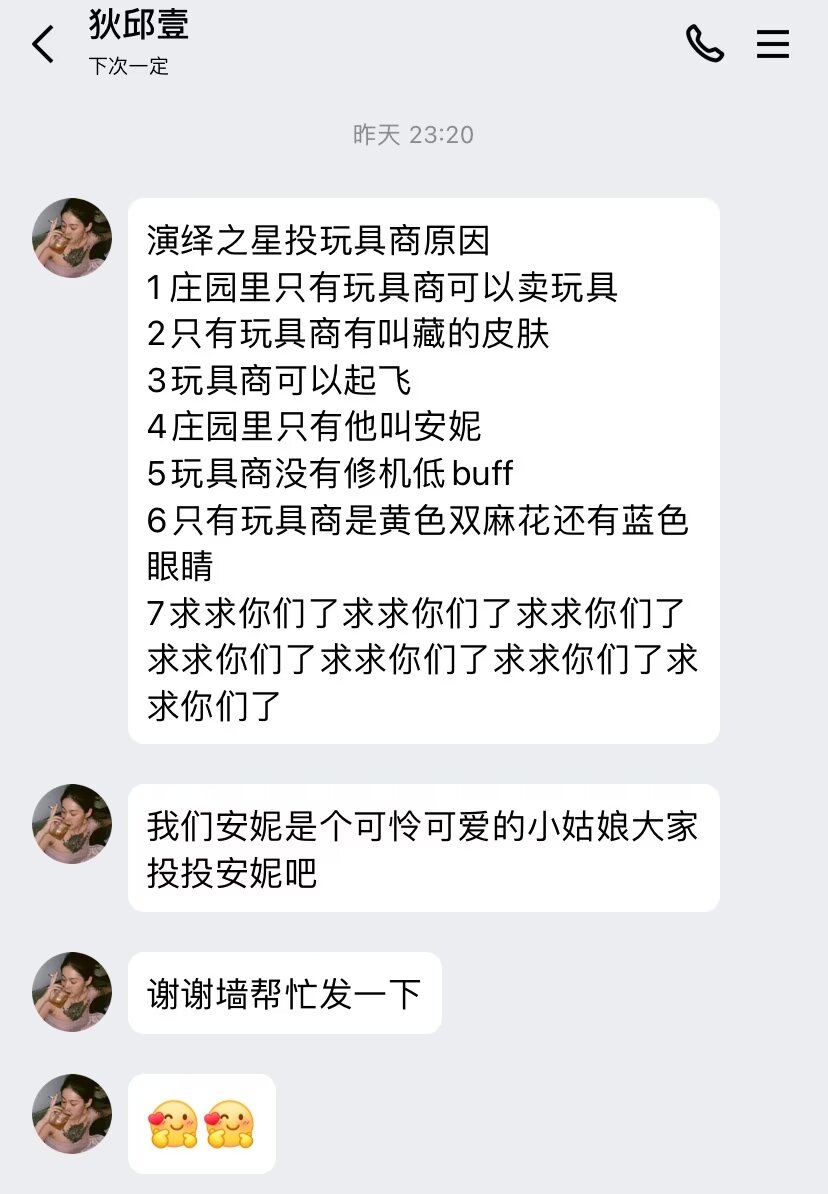 狄邱壹
下次一定
昨天 23:20
演绎之星投玩具商原因
1庄园里只有玩具商可以卖玩具
2只有玩具商有叫藏的皮肤
3玩具商可以起飞
4庄园里只有他叫安妮
5玩具商没有修机低buff
6只有玩具商是黄色双麻花还有蓝色
眼睛
7求求你们了求求你们了求求你们了
求求你们了求求你们了求求你们了求
求你们了
我们安妮是个可怜可爱的小姑娘大家
投投安妮吧
谢谢墙帮忙发一下